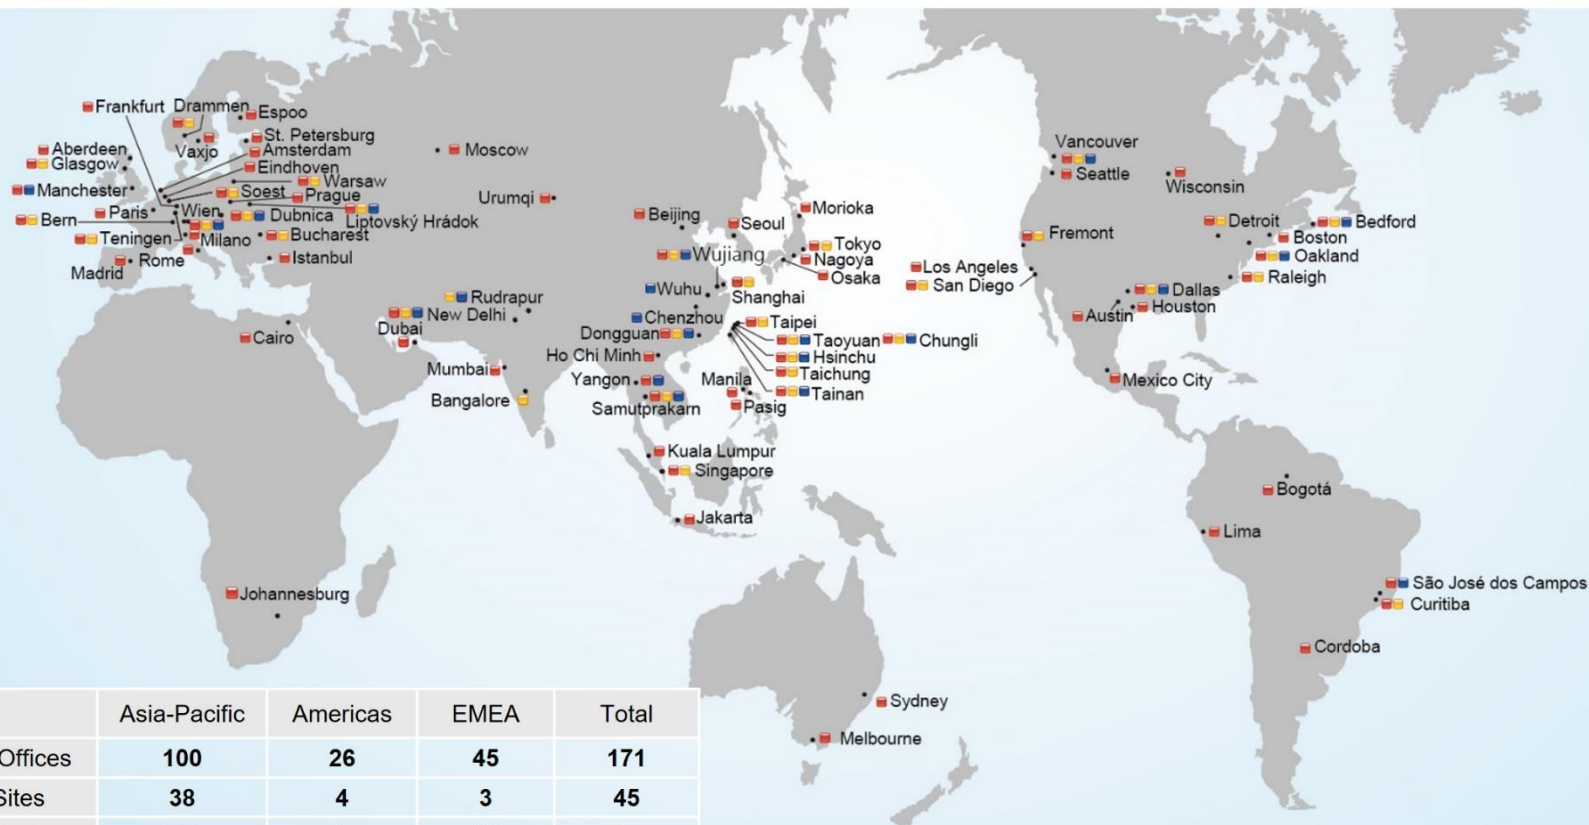 Frankfurt
Drammen
Espoo
St. Petersburg
Aberdeen
Vaxjo
Amsterdam
Moscow
Glasgow
Eindhoven
Manchester
Warsaw
Soest
Prague
Urumqi
Bern
Paris
Wien
Dubnica
Liptovský Hrádok
Teningen
Milano
Bucharest
Madrid
Rome
Istanbul
Beijing
Seoul
Morioka
Tokyo
Wujiang
Nagoya
Osaka
Wuhu
Shanghai
Rudrapur
New Delhi
Chenzhou
Dubai
Dongguan
Taipei
Cairo
Taoyuan
Chungli
Ho Chi Minh
Hsinchu
Mumbai
Yangon
Manila
Taichung
Bangalore
Samutprakarn
Tainan
Pasig
Kuala Lumpur
Singapore
Jakarta
Johannesburg
Sydney
Melbourne
Vancouver
Seattle
Wisconsin
Fremont
Detroit
Bedford
Boston
Los Angeles
Oakland
San Diego
Raleigh
Dallas
Austin
Houston
Mexico City
Bogotá
Lima
São José dos Campos
Curitiba
Cordoba
Asia-Pacific Americas EMEA Total
Offices 100 26 45 171
Sites 38 4 3 45